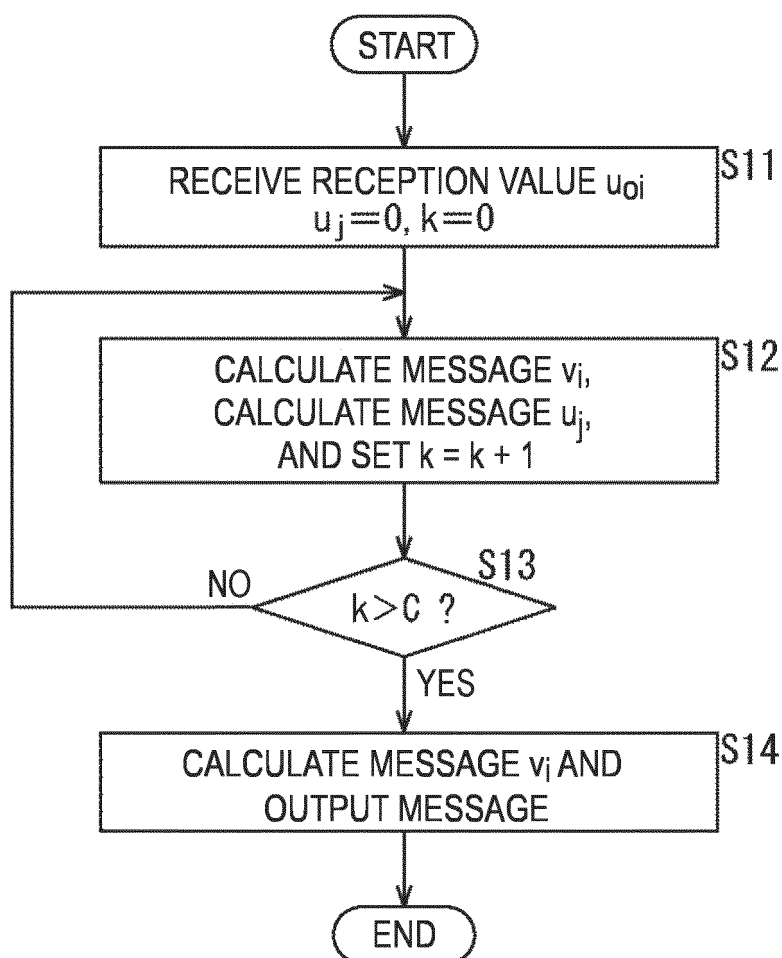 START
S11
RECEIVE RECEPTION VALUE u₀ᵢ
uⱼ=0, k=0
S12
CALCULATE MESSAGE vᵢ,
CALCULATE MESSAGE uⱼ,
AND SET k = k + 1
S13
NO
k>C ?
YES
S14
CALCULATE MESSAGE vᵢ AND
OUTPUT MESSAGE
END